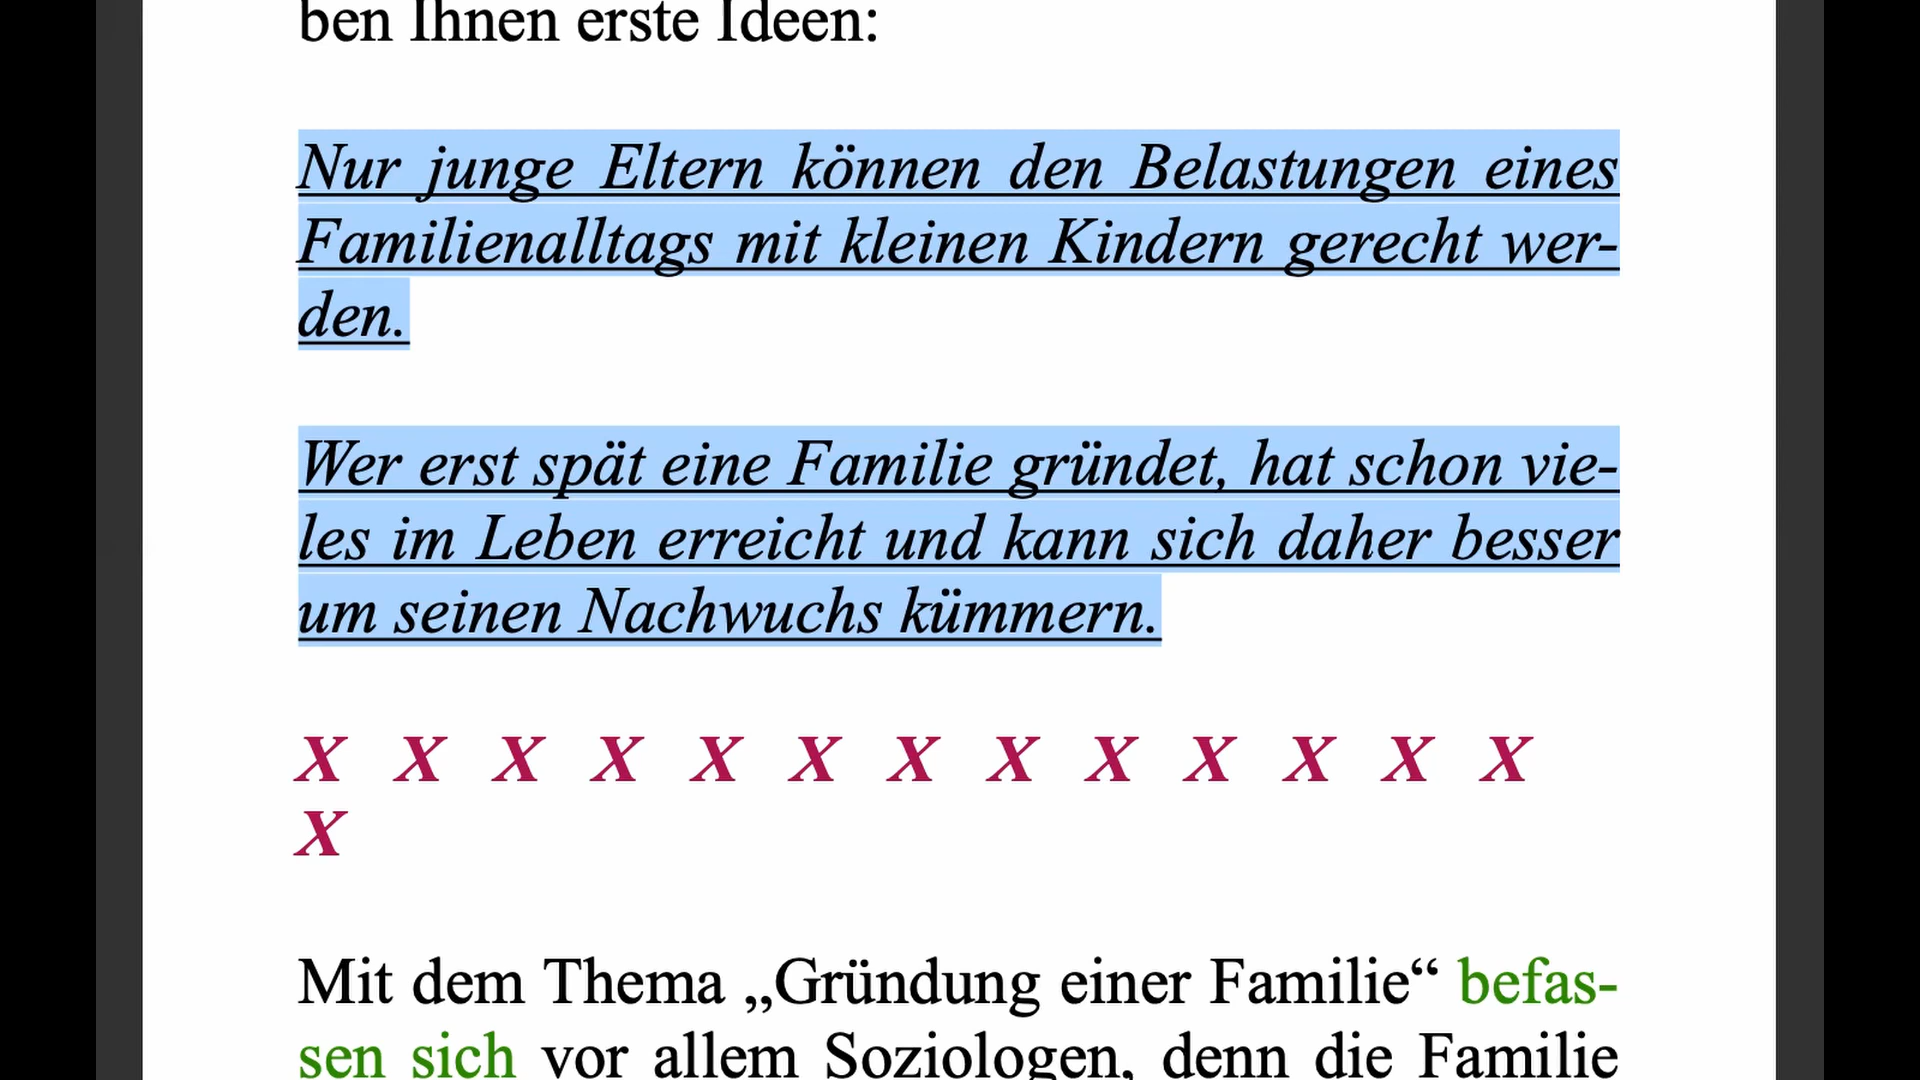 ben Ihnen erste Ideen:
Nur junge Eltern können den Belastungen eines
Familienalltags mit kleinen Kindern gerecht wer-
den.
Wer erst spät eine Familie gründet, hat schon vie-
les im Leben erreicht und kann sich daher besser
um seinen Nachwuchs kümmern.
X X X X X X X X X X X X X
X
Mit dem Thema „Gründung einer Familie“ befas-
sen sich vor allem Soziologen, denn die Familie